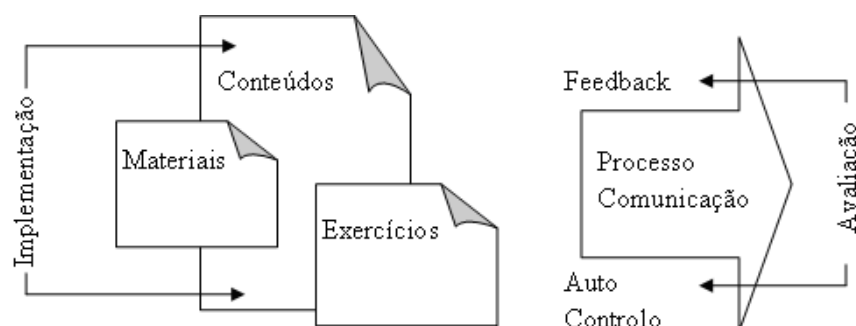 Implementação
Conteúdos
Materiais
Exercícios
Feedback
Processo
Comunicação
Auto
Controlo
Avaliação